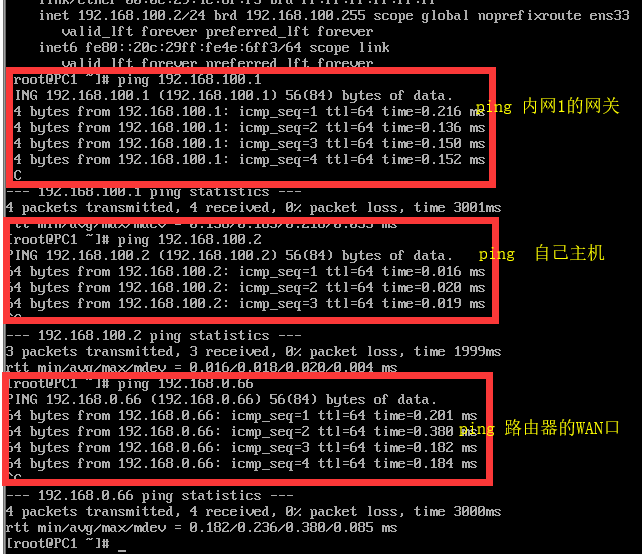 inet 192.168.100.2/24 brd 192.168.100.255 scope global noprefixroute ens33
valid_lft forever preferred_lft forever
inet6 fe80::20c:29ff:fe4e:6ff3/64 scope link
valid_lft forever preferred_lft forever
[root@PC1 ~]# ping 192.168.100.1
ING 192.168.100.1 (192.168.100.1) 56(84) bytes of data.
4 bytes from 192.168.100.1: icmp_seq=1 ttl=64 time=0.216 ms
ping 内网1的网关
4 bytes from 192.168.100.1: icmp_seq=2 ttl=64 time=0.136 ms
4 bytes from 192.168.100.1: icmp_seq=3 ttl=64 time=0.150 ms
4 bytes from 192.168.100.1: icmp_seq=4 ttl=64 time=0.152 ms
C
--- 192.168.100.1 ping statistics ---
4 packets transmitted, 4 received, 0% packet loss, time 3001ms
rtt min/avg/max/mdev = 0.136/0.163/0.216/0.033 ms
[root@PC1 ~]# ping 192.168.100.2
PING 192.168.100.2 (192.168.100.2) 56(84) bytes of data.
ping 自己主机
64 bytes from 192.168.100.2: icmp_seq=1 ttl=64 time=0.016 ms
64 bytes from 192.168.100.2: icmp_seq=2 ttl=64 time=0.020 ms
64 bytes from 192.168.100.2: icmp_seq=3 ttl=64 time=0.019 ms
^C
--- 192.168.100.2 ping statistics ---
3 packets transmitted, 3 received, 0% packet loss, time 1999ms
rtt min/avg/max/mdev = 0.016/0.018/0.020/0.004 ms
[root@PC1 ~]# ping 192.168.0.66
PING 192.168.0.66 (192.168.0.66) 56(84) bytes of data.
64 bytes from 192.168.0.66: icmp_seq=1 ttl=64 time=0.201 ms
64 bytes from 192.168.0.66: icmp_seq=2 ttl=64 time=0.380 ms
ping 路由器的WAN口
64 bytes from 192.168.0.66: icmp_seq=3 ttl=64 time=0.182 ms
64 bytes from 192.168.0.66: icmp_seq=4 ttl=64 time=0.184 ms
^C
--- 192.168.0.66 ping statistics ---
4 packets transmitted, 4 received, 0% packet loss, time 3000ms
rtt min/avg/max/mdev = 0.182/0.236/0.380/0.085 ms
[root@PC1 ~]# _